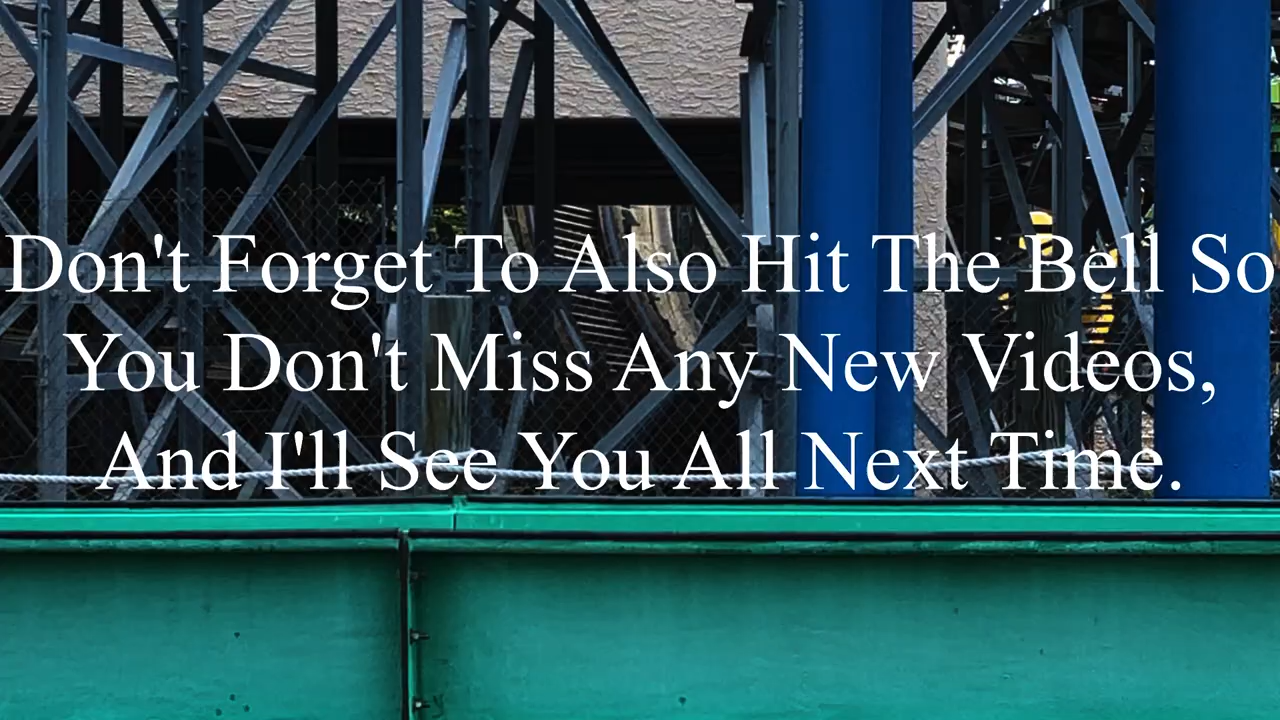 Don't Forget To Also Hit The Bell So
You Don't Miss Any New Videos,
And I'll See You All Next Time.